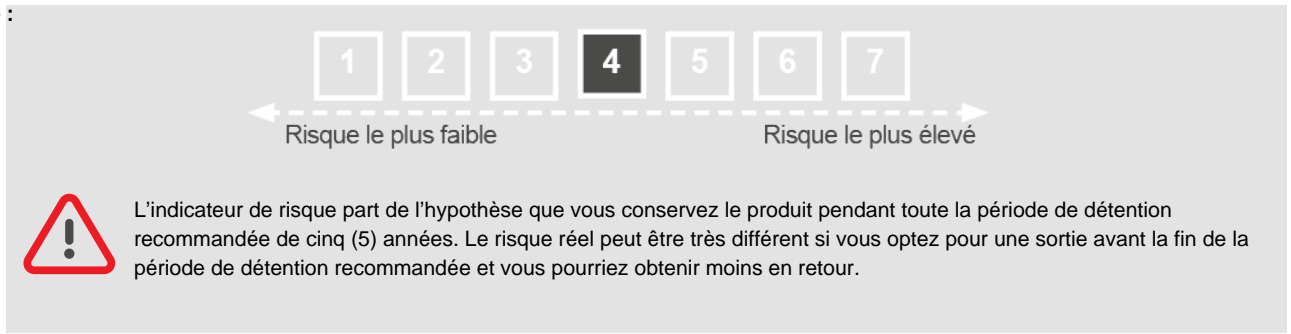 :
1 2 3 4 5 6 7
Risque le plus faible Risque le plus élevé
L'indicateur de risque part de l'hypothèse que vous conservez le produit pendant toute la période de détention
recommandée de cinq (5) années. Le risque réel peut être très différent si vous optez pour une sortie avant la fin de la
période de détention recommandée et vous pourriez obtenir moins en retour.